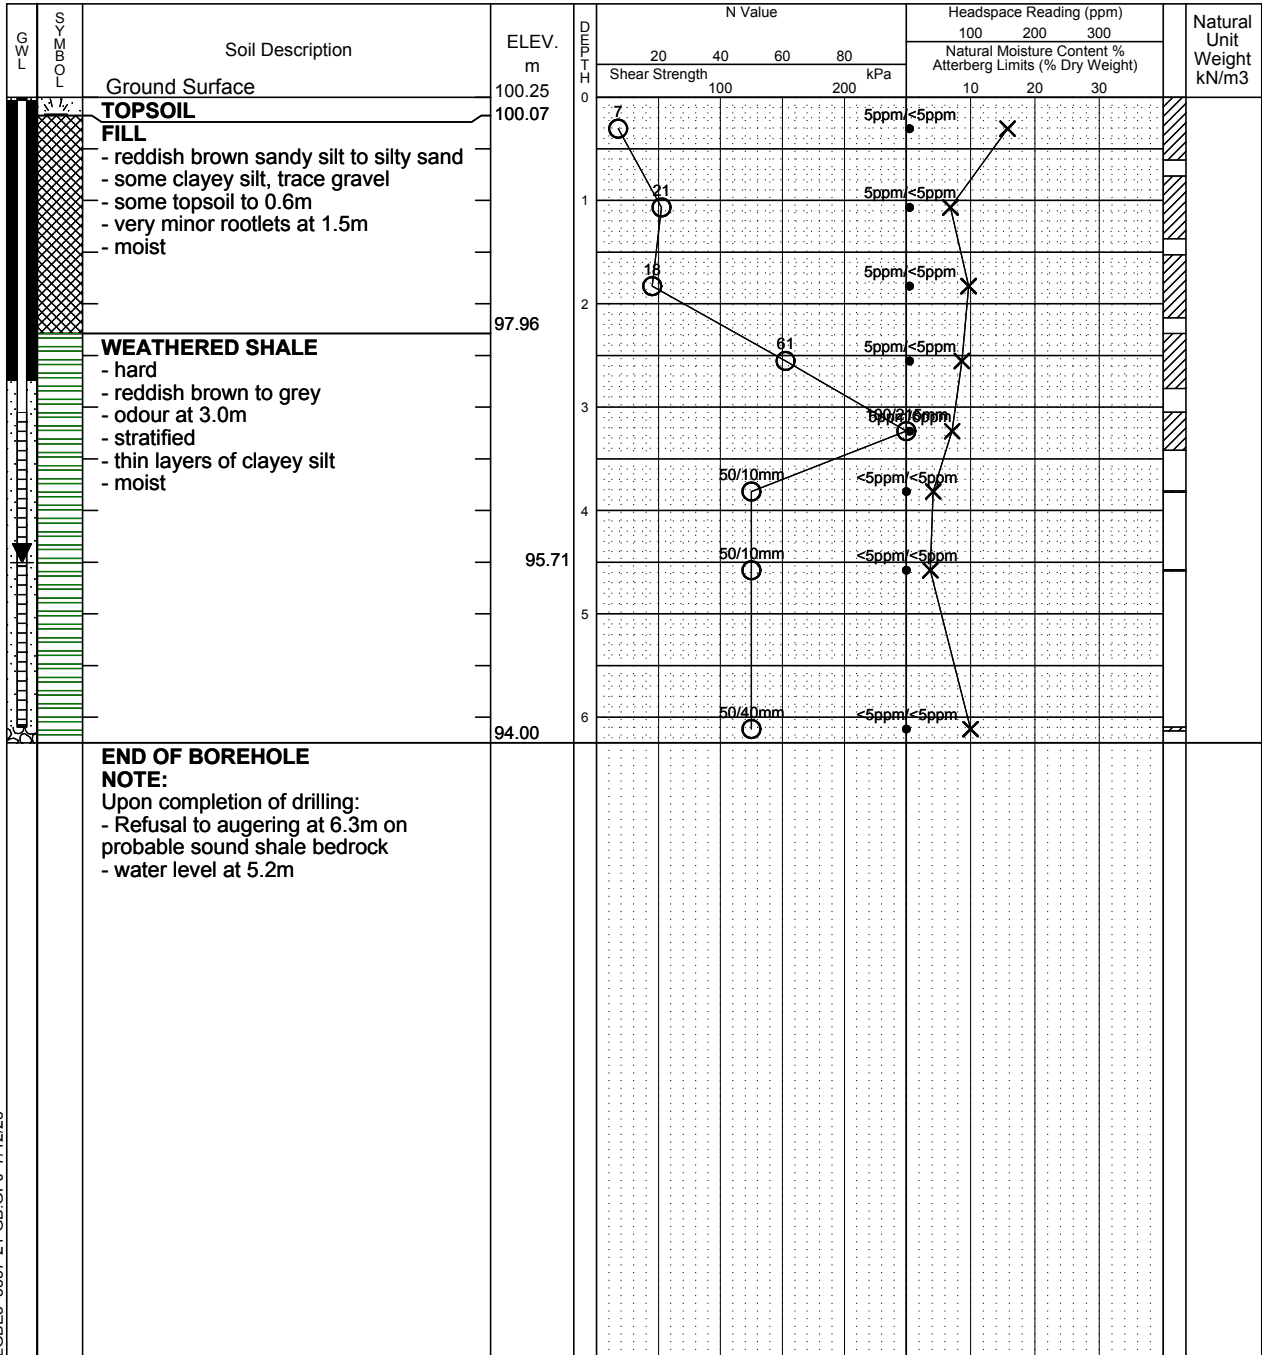 GWL
SYMBOL
Soil Description
ELEV.
m
DEPTH
N Value
20 40 60 80
Shear Strength kPa
100 200
Headspace Reading (ppm)
100 200 300
Natural Moisture Content %
Atterberg Limits (% Dry Weight)
10 20 30
Natural
Unit
Weight
kN/m3
Ground Surface
100.25
0
TOPSOIL
100.07
7
5ppm/<5ppm
FILL
- reddish brown sandy silt to silty sand
- some clayey silt, trace gravel
- some topsoil to 0.6m
- very minor rootlets at 1.5m
- moist
21
5ppm/<5ppm
1
18
5ppm/<5ppm
2
97.96
WEATHERED SHALE
- hard
- reddish brown to grey
- odour at 3.0m
- stratified
- thin layers of clayey silt
- moist
61
5ppm/<5ppm
3
50/10mm
<5ppm/<5ppm
4
95.71
50/10mm
<5ppm/<5ppm
5
6
50/40mm
<5ppm/<5ppm
94.00
END OF BOREHOLE
NOTE:
Upon completion of drilling:
- Refusal to augering at 6.3m on
probable sound shale bedrock
- water level at 5.2m